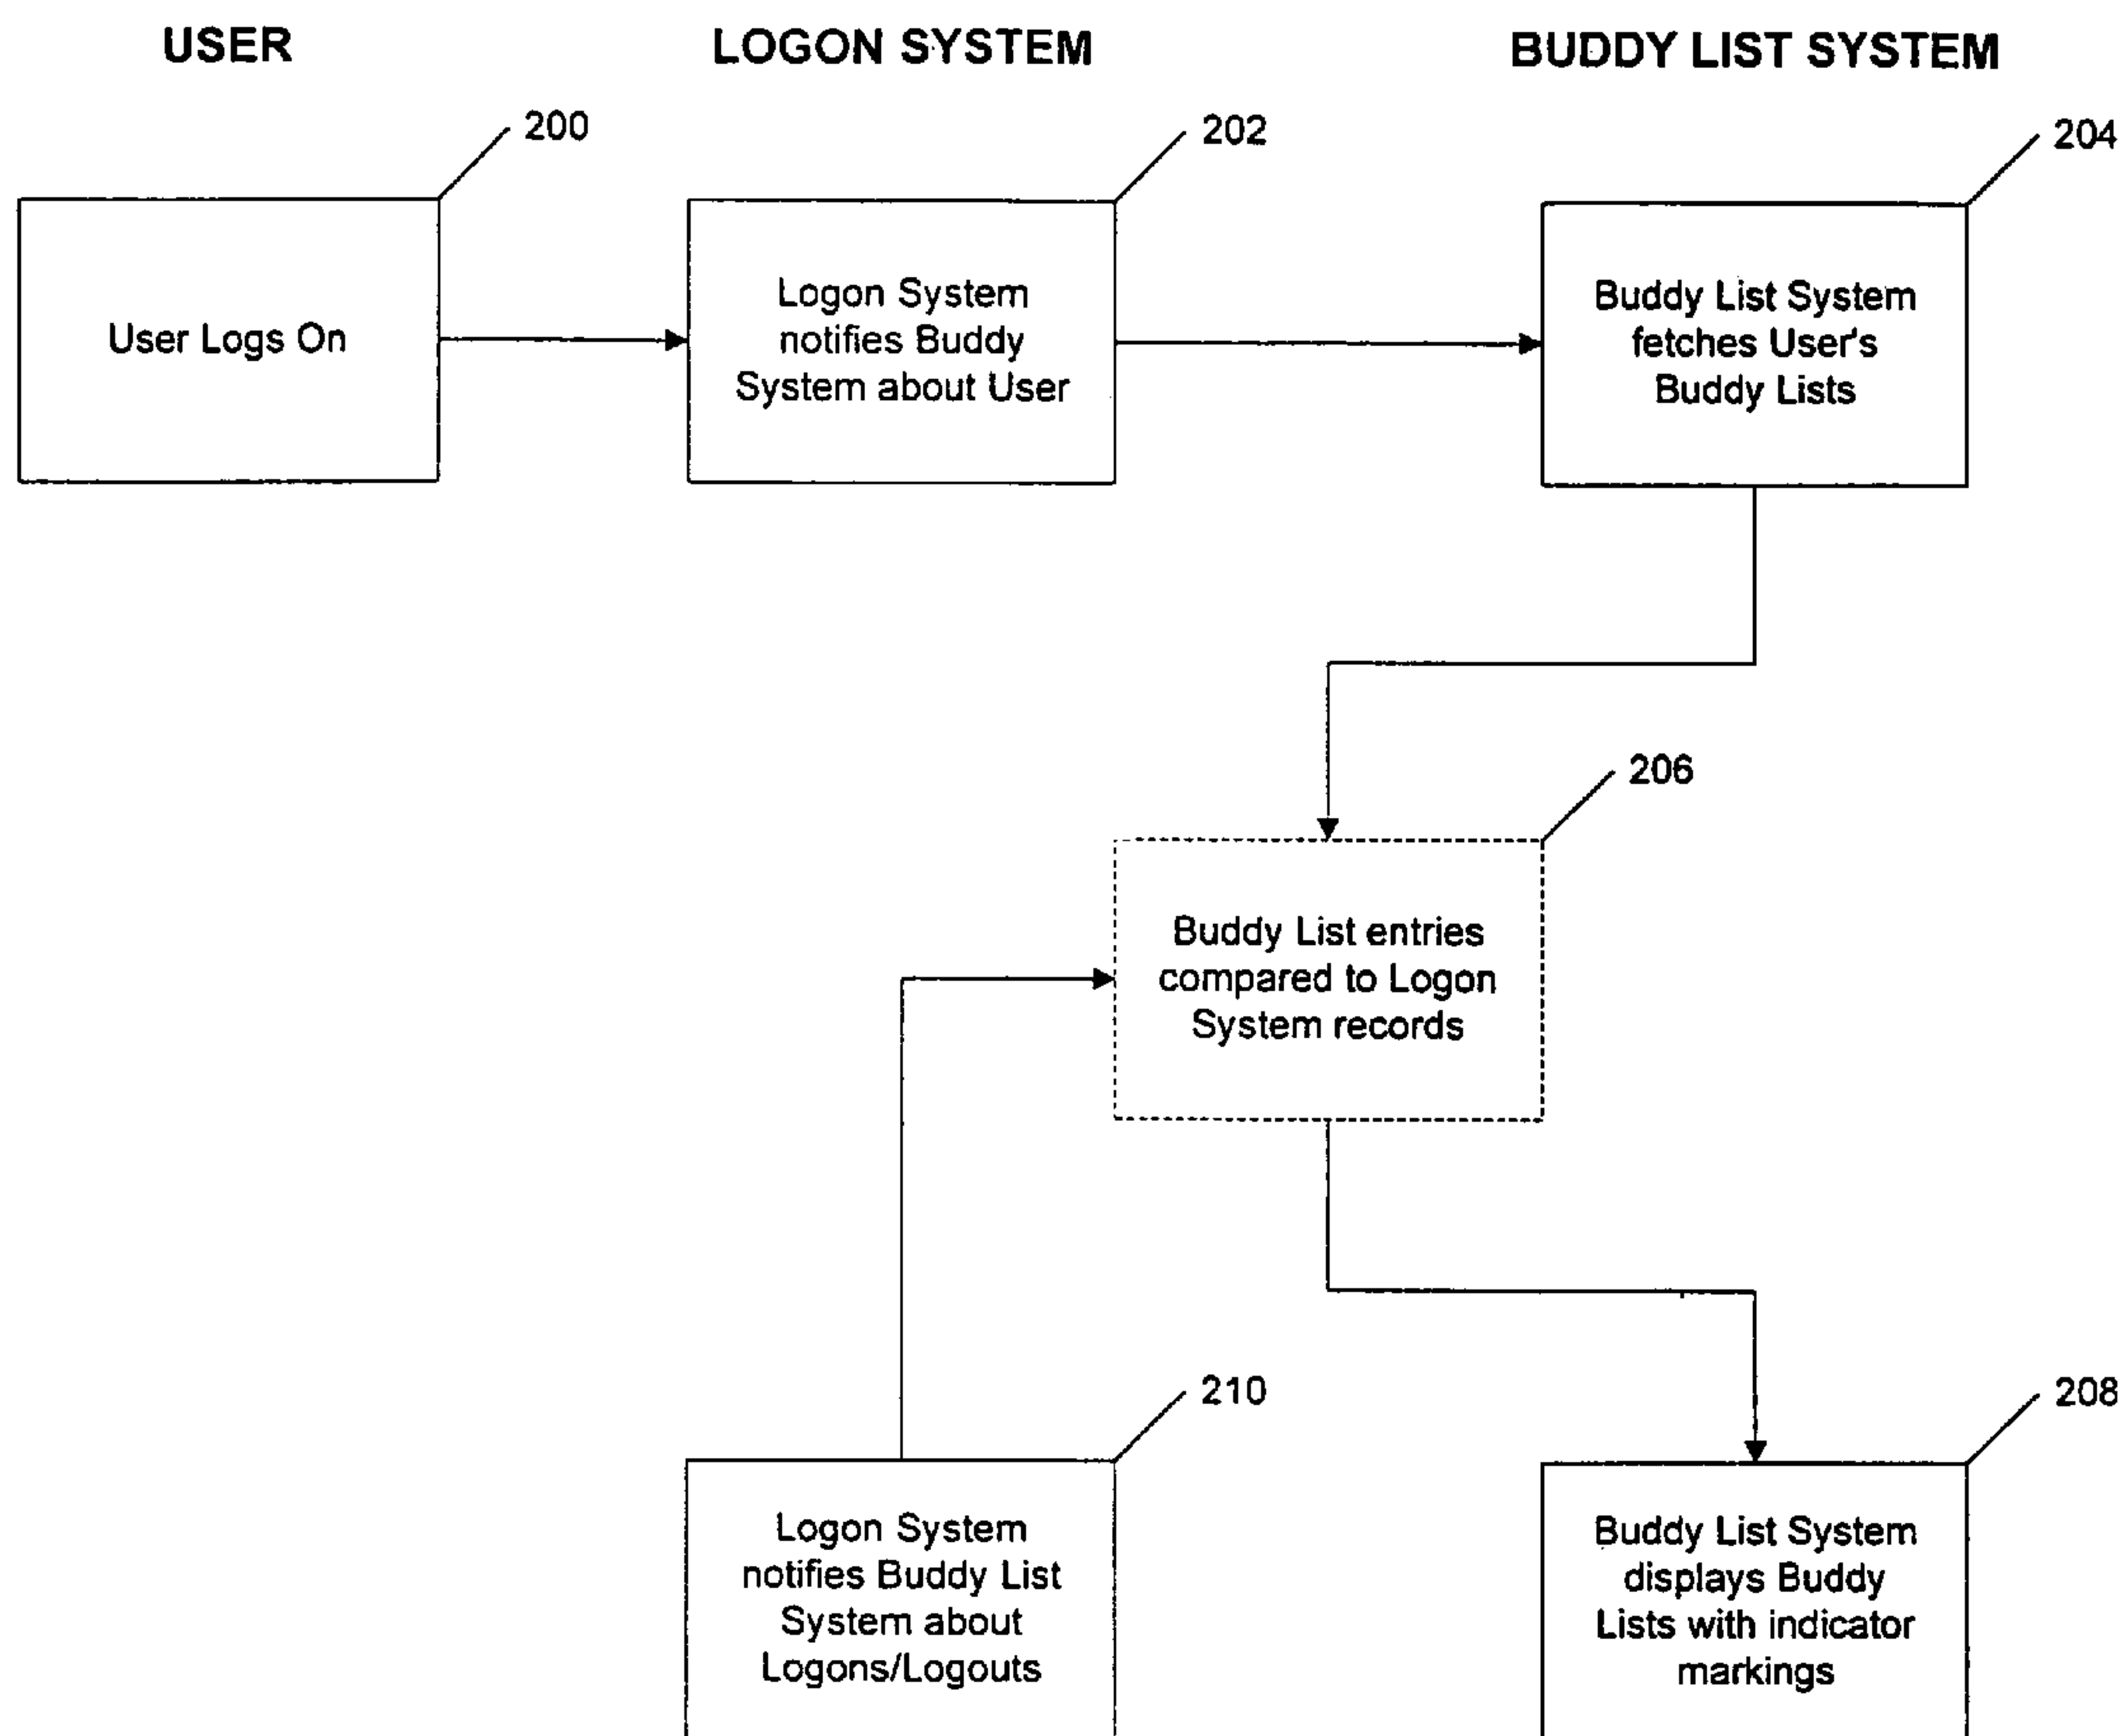 USER
LOGON SYSTEM
BUDDY LIST SYSTEM
200
202
204
User Logs On
Logon System
notifies Buddy
System about User
Buddy List System
fetches User's
Buddy Lists
206
Buddy List entries
compared to Logon
System records
210
208
Logon System
notifies Buddy List
System about
Logons/Logouts
Buddy List System
displays Buddy
Lists with indicator
markings